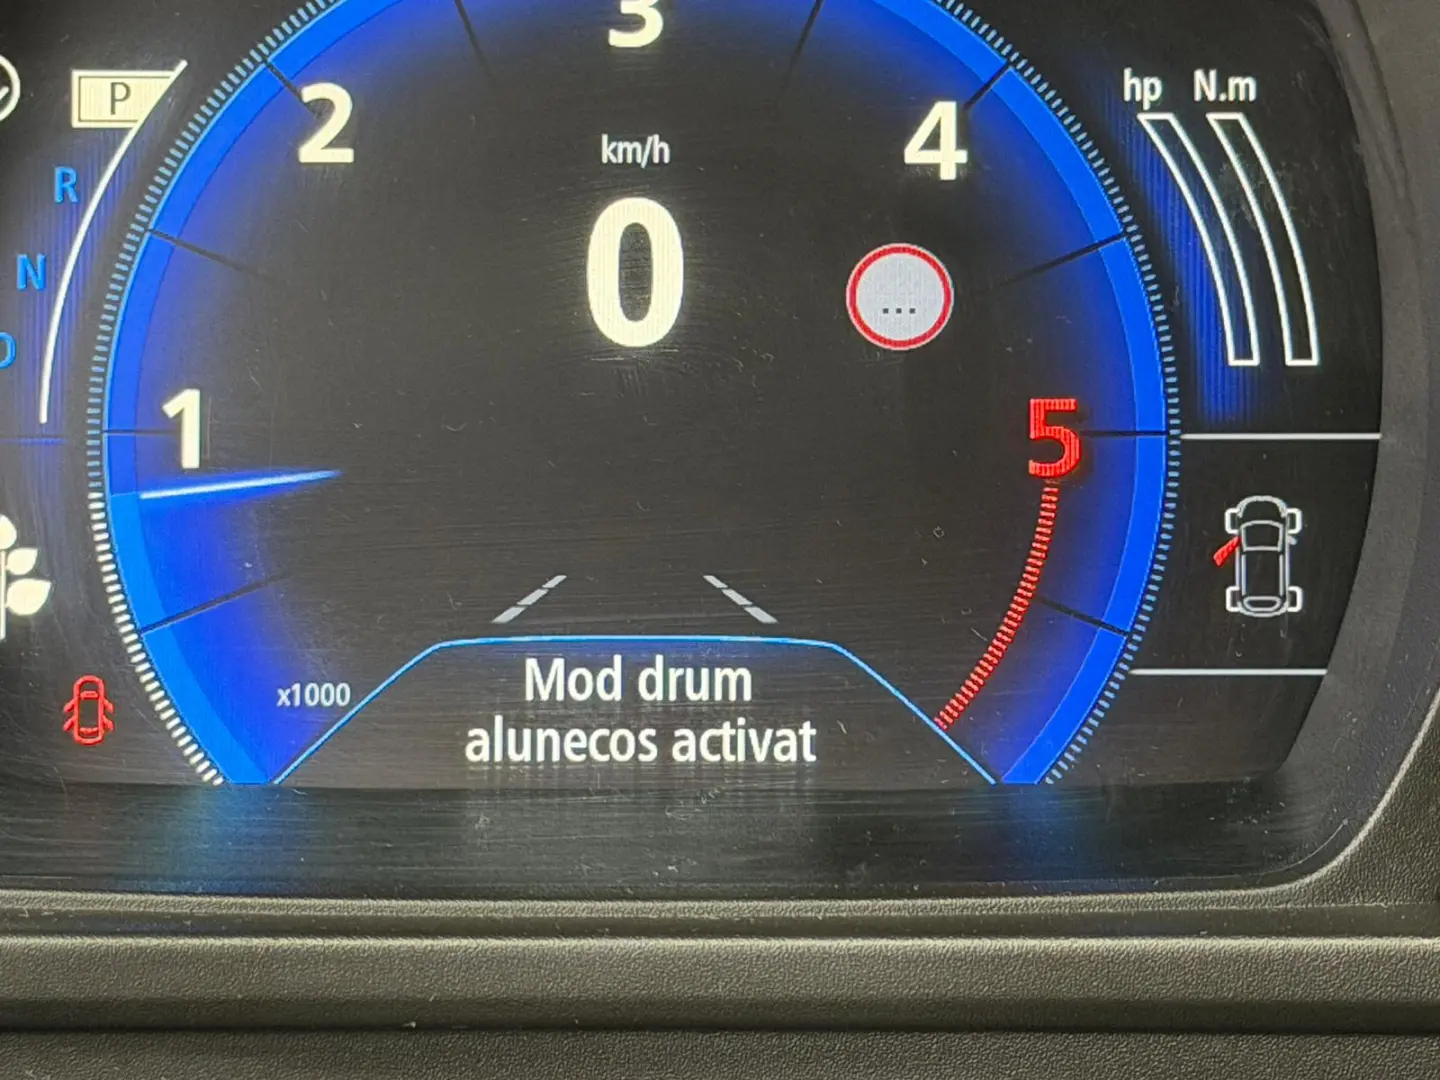 3
hp N.m
P
2
4
km/h
R
0
N
...
D
1
5
x1000
Mod drum
alunecos activat